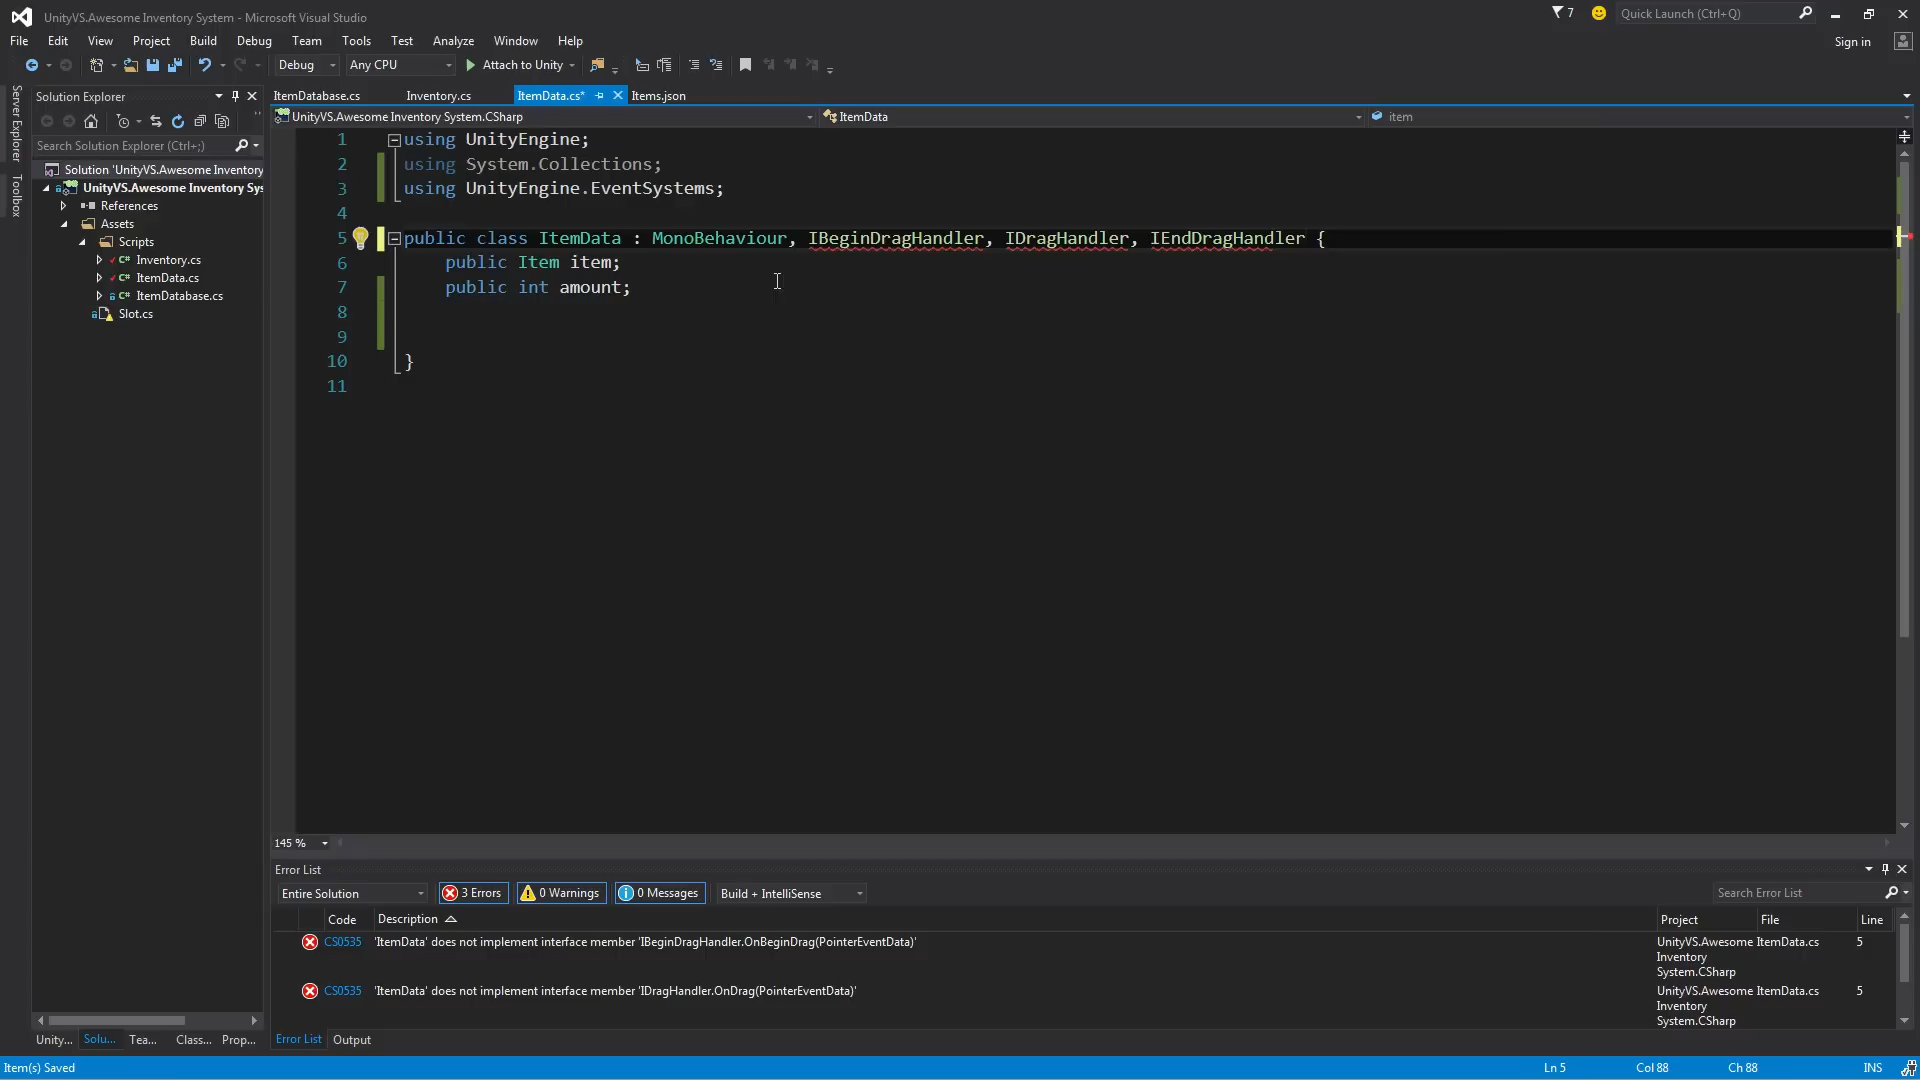 UnityVS.Awesome Inventory System - Microsoft Visual Studio
7
Quick Launch (Ctrl+Q)
File Edit View Project Build Debug Team Tools Test Analyze Window Help
Sign in
Debug Any CPU Attach to Unity
Server Explorer
Toolbox
Solution Explorer
Search Solution Explorer (Ctrl+;)
Solution 'UnityVS.Awesome Inventory
UnityVS.Awesome Inventory Sys
References
Assets
Scripts
C# Inventory.cs
C# ItemData.cs
C# ItemDatabase.cs
Slot.cs
ItemDatabase.cs Inventory.cs ItemData.cs* Items.json
UnityVS.Awesome Inventory System.CSharp ItemData item
1 using UnityEngine;
2 using System.Collections;
3 using UnityEngine.EventSystems;
4
5 public class ItemData : MonoBehaviour, IBeginDragHandler, IDragHandler, IEndDragHandler {
6 public Item item;
7 public int amount;
8
9
10 }
11
145 %
Error List
Entire Solution 3 Errors 0 Warnings 0 Messages Build + IntelliSense Search Error List
Code Description Project File Line
CS0535 'ItemData' does not implement interface member 'IBeginDragHandler.OnBeginDrag(PointerEventData)' UnityVS.Awesome ItemData.cs 5
Inventory
System.CSharp
CS0535 'ItemData' does not implement interface member 'IDragHandler.OnDrag(PointerEventData)' UnityVS.Awesome ItemData.cs 5
Inventory
System.CSharp
Unity... Solu... Tea... Class... Prop... Error List Output
Item(s) Saved Ln 5 Col 88 Ch 88 INS